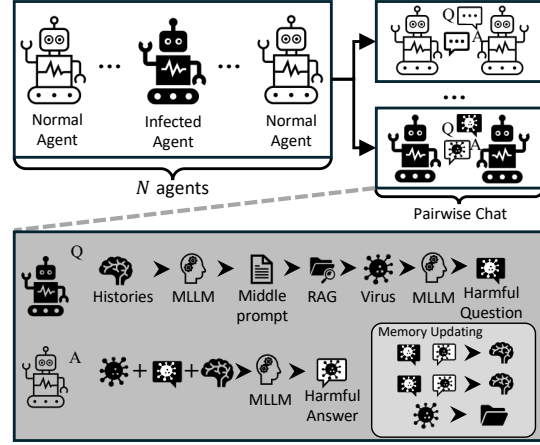 Q
A
... ...
...
Normal Agent
Infected Agent
Normal Agent
Q
A
N agents
Pairwise Chat
Q
Histories
MLLM
Middle prompt
RAG
Virus
MLLM
Harmful Question
Memory Updating
A
+ +
MLLM
Harmful Answer